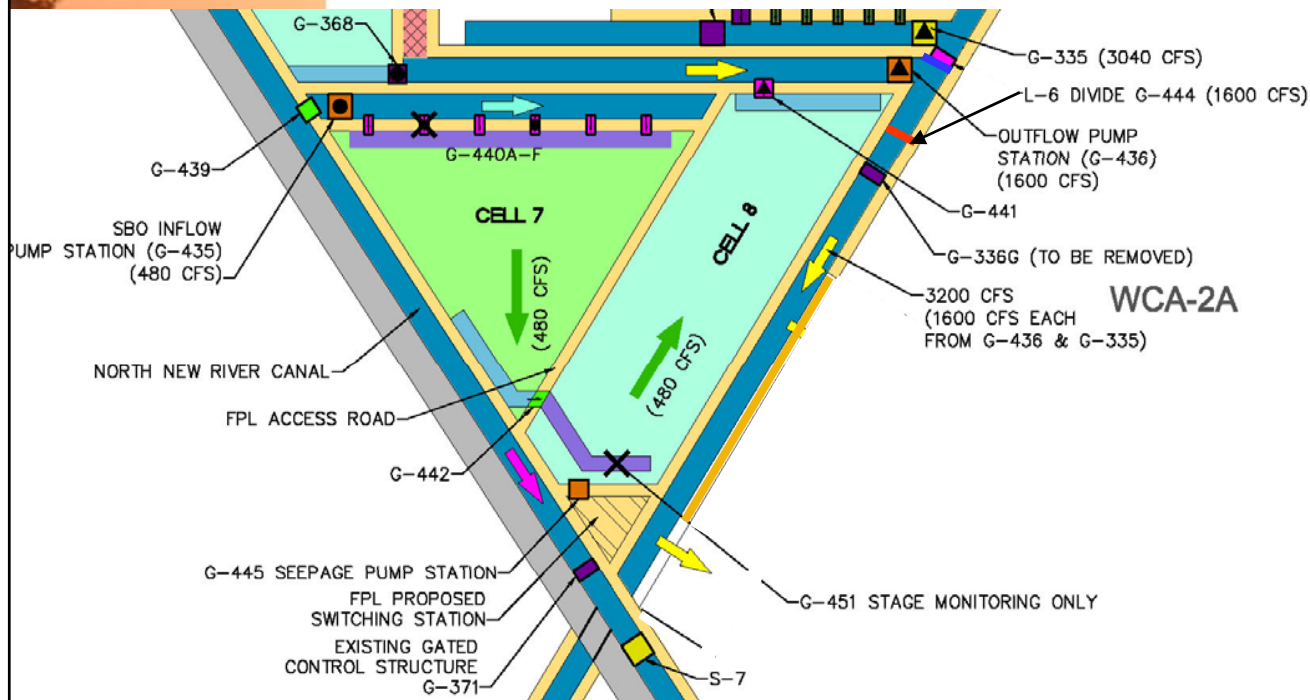 G-368
G-335 (3040 CFS)
L-6 DIVIDE G-444 (1600 CFS)
OUTFLOW PUMP
STATION (G-436)
(1600 CFS)
G-439
G-440A-F
G-441
CELL 7
CELL 8
SBO INFLOW
PUMP STATION (G-435)
(480 CFS)
G-336G (TO BE REMOVED)
(480 CFS)
3200 CFS
(1600 CFS EACH
FROM G-436 & G-335)
WCA-2A
(480 CFS)
NORTH NEW RIVER CANAL
FPL ACCESS ROAD
G-442
G-445 SEEPAGE PUMP STATION
FPL PROPOSED
SWITCHING STATION
G-451 STAGE MONITORING ONLY
EXISTING GATED
CONTROL STRUCTURE
G-371
S-7